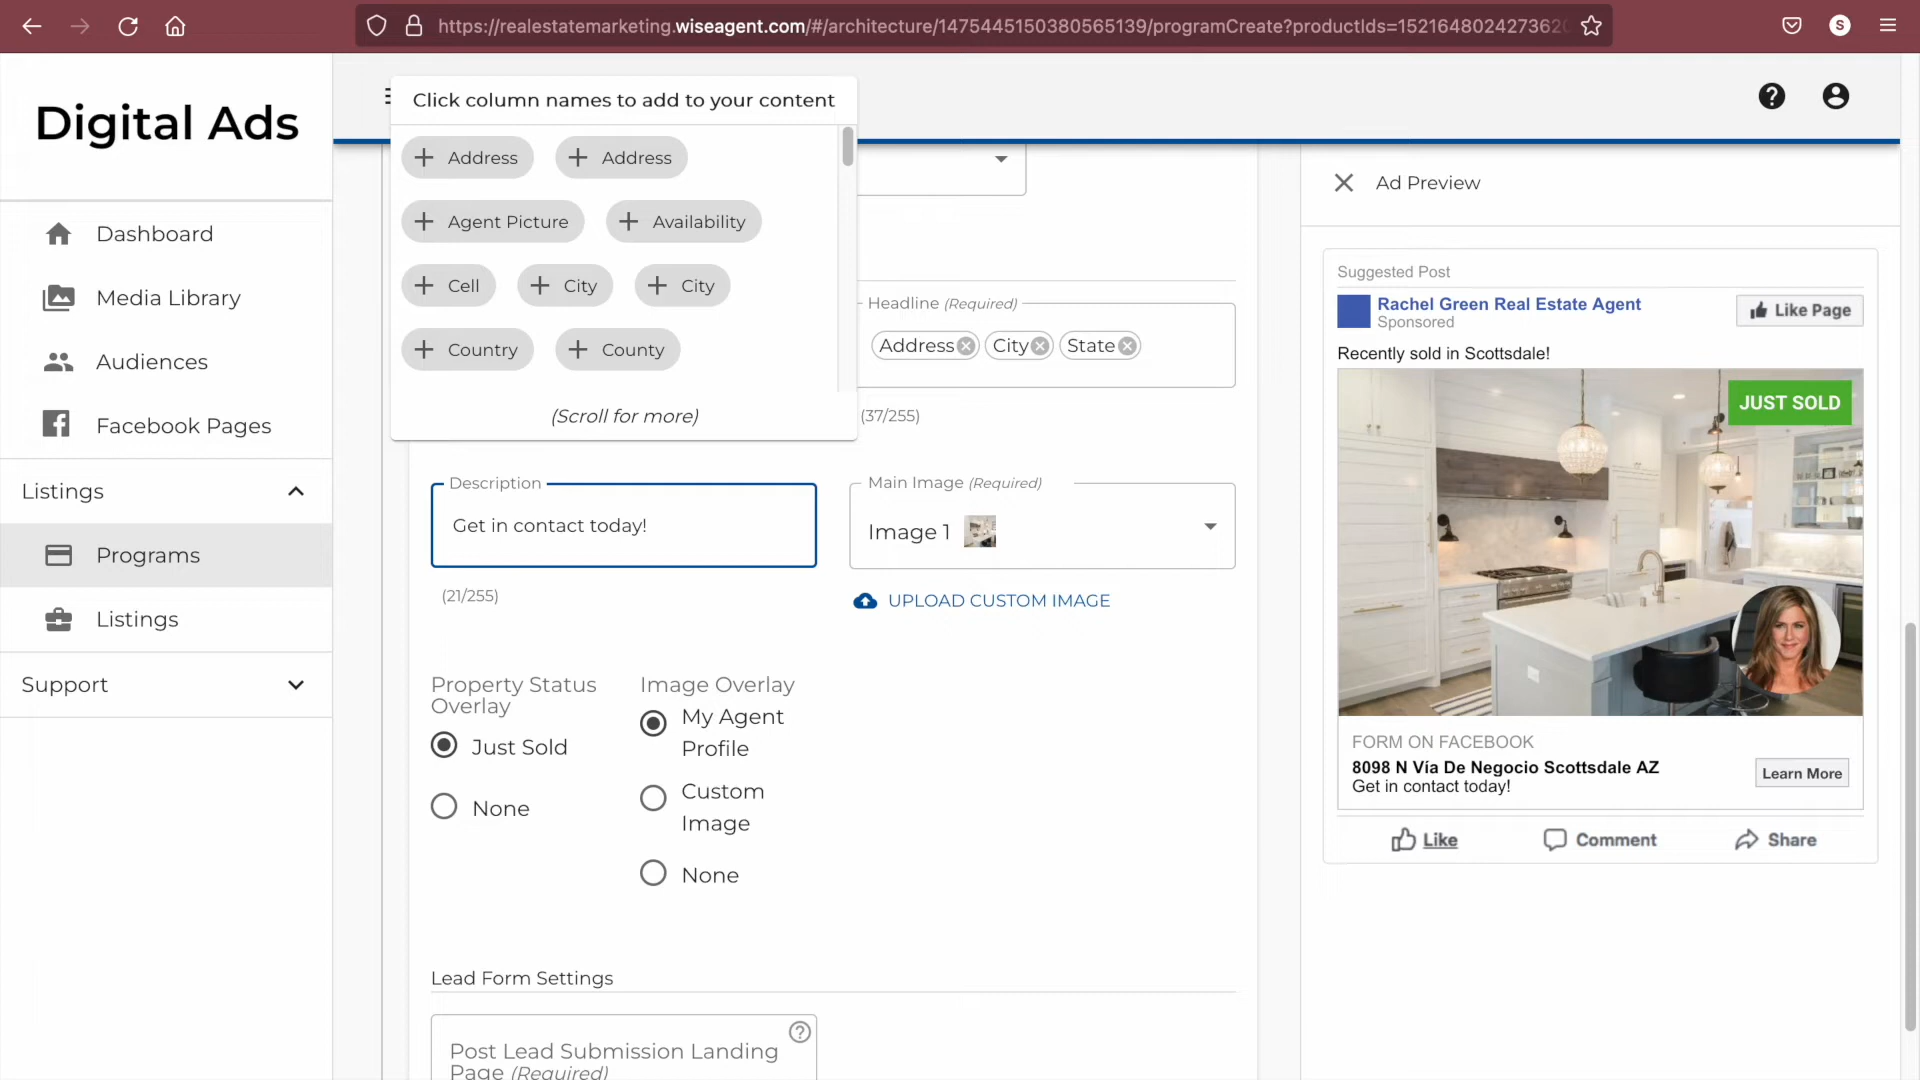 https://realestatemarketing.wiseagent.com/#/architecture/1475445150380565139/programCreate?productIds=15216480242736
S
Digital Ads
Dashboard
Media Library
Audiences
Facebook Pages
Listings
Programs
Listings
Support
Click column names to add to your content
+ Address
+ Address
+ Agent Picture
+ Availability
+ Cell
+ City
+ City
+ Country
+ County
(Scroll for more)
Headline (Required)
Address City State
(37/255)
Description
Get in contact today!
(21/255)
Main Image (Required)
Image 1
UPLOAD CUSTOM IMAGE
Property Status
Overlay
Just Sold
None
Image Overlay
My Agent
Profile
Custom
Image
None
Lead Form Settings
Post Lead Submission Landing
Page (Required)
?
?
Ad Preview
Suggested Post
Rachel Green Real Estate Agent
Sponsored
Like Page
Recently sold in Scottsdale!
JUST SOLD
FORM ON FACEBOOK
8098 N Vía De Negocio Scottsdale AZ
Get in contact today!
Learn More
Like
Comment
Share